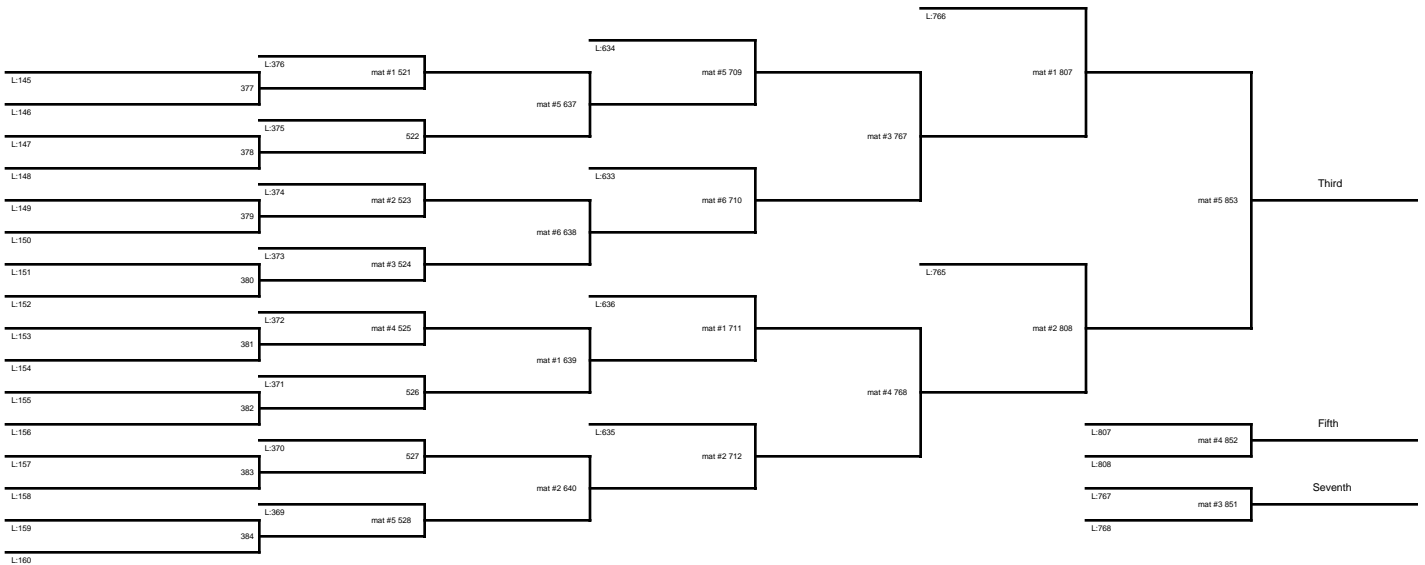 L:766
L:634
L:376
mat #1 521
mat #5 709
mat #1 807
L:145
377
L:146
mat #5 637
L:375
L:147
522
mat #3 767
378
L:148
L:633
L:374
Third
L:149
mat #2 523
mat #6 710
mat #5 853
379
L:150
mat #6 638
L:373
L:151
mat #3 524
L:765
380
L:152
L:636
L:372
L:153
mat #4 525
mat #1 711
mat #2 808
381
L:154
mat #1 639
L:371
L:155
526
mat #4 768
382
L:156
L:635
Fifth
L:807
mat #4 852
L:370
L:157
527
mat #2 712
L:808
383
L:158
mat #2 640
Seventh
L:767
mat #3 851
L:369
L:159
mat #5 528
L:768
384
L:160